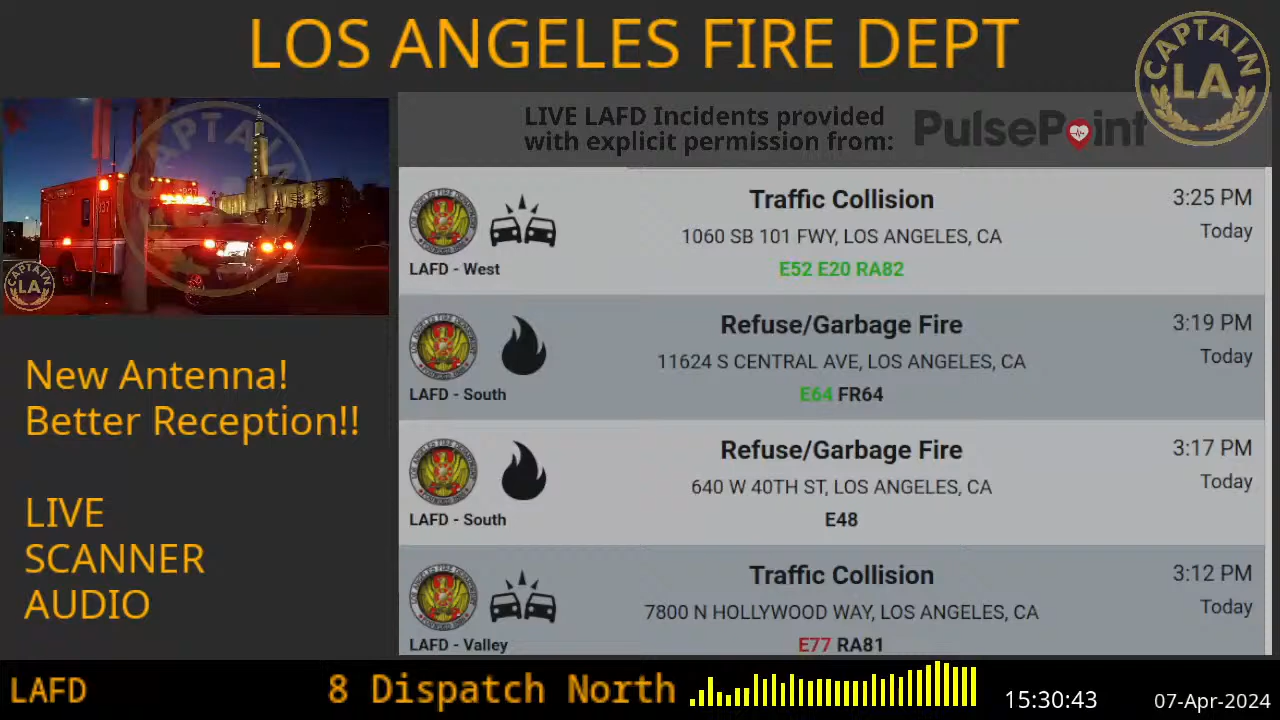 LOS ANGELES FIRE DEPT
CAPTAIN
LA
LIVE LAFD Incidents provided
with explicit permission from:
PulsePoint
CAPTAIN
CAPTAIN
LA
Traffic Collision
3:25 PM
1060 SB 101 FWY, LOS ANGELES, CA
Today
LAFD - West
E52 E20 RA82
Refuse/Garbage Fire
3:19 PM
11624 S CENTRAL AVE, LOS ANGELES, CA
Today
LAFD - South
E64 FR64
Refuse/Garbage Fire
3:17 PM
640 W 40TH ST, LOS ANGELES, CA
Today
LAFD - South
E48
Traffic Collision
3:12 PM
7800 N HOLLYWOOD WAY, LOS ANGELES, CA
Today
LAFD - Valley
E77 RA81
New Antenna!
Better Reception!!
LIVE
SCANNER
AUDIO
LAFD
8 Dispatch North
15:30:43
07-Apr-2024